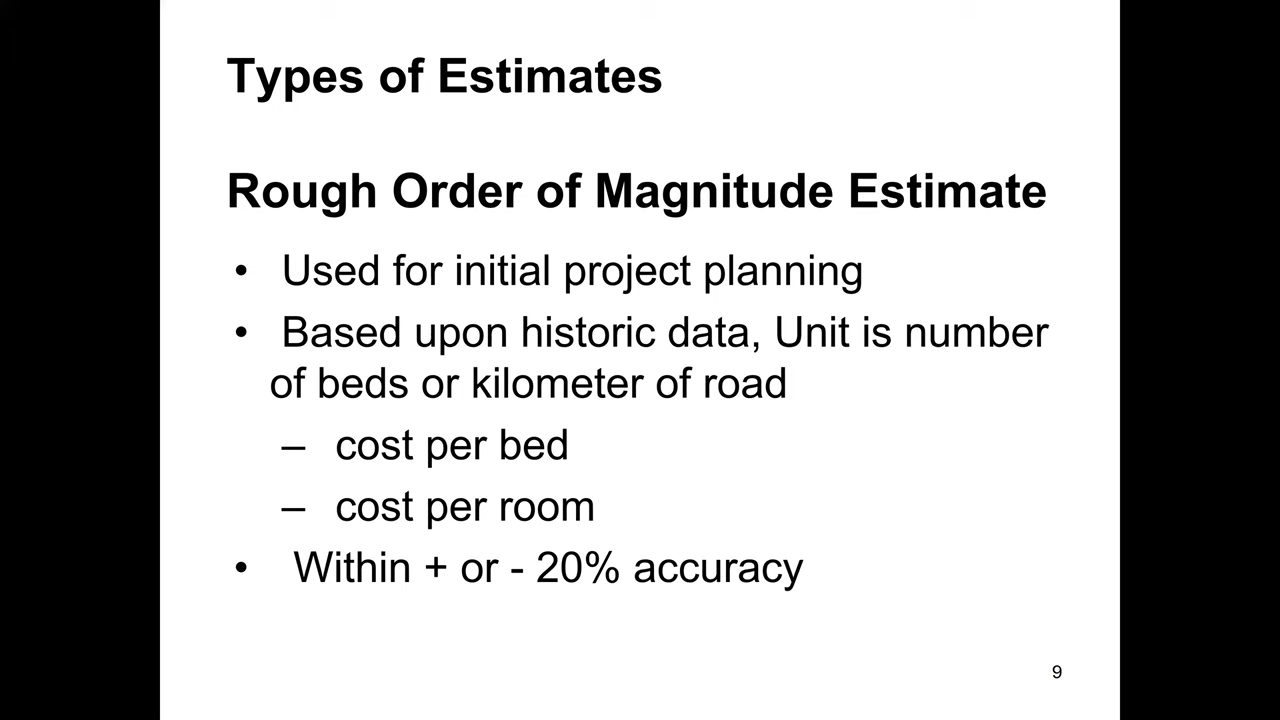 Types of Estimates
Rough Order of Magnitude Estimate
• Used for initial project planning
• Based upon historic data, Unit is number
of beds or kilometer of road
– cost per bed
– cost per room
• Within + or - 20% accuracy
9